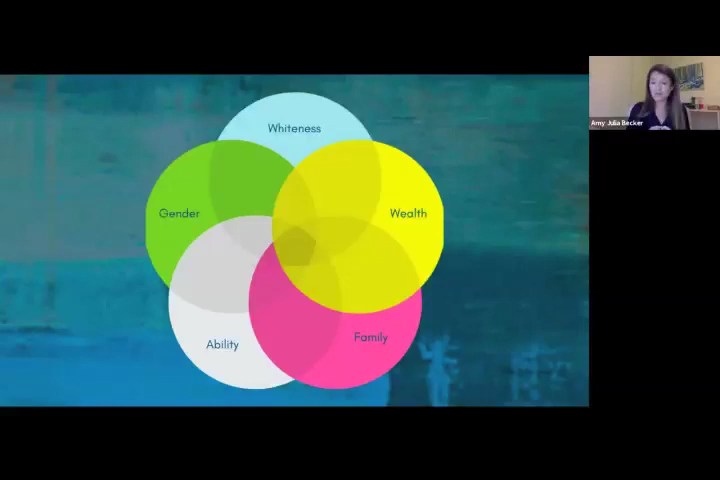 Whiteness
Gender
Wealth
Ability
Family
Amy Julia Becker